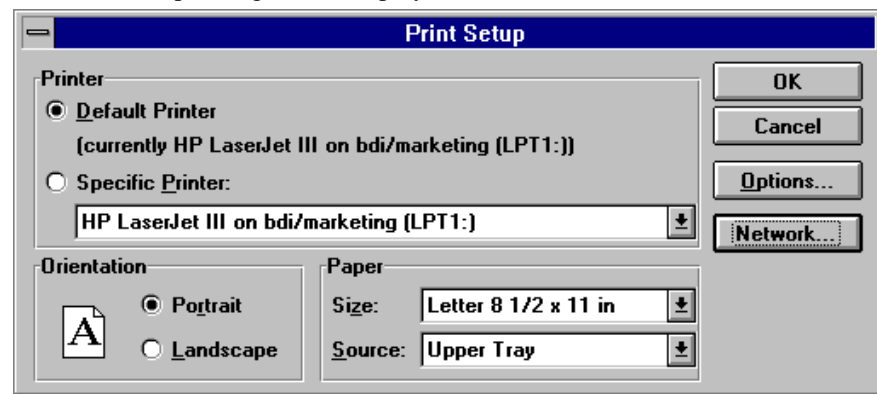 Print Setup
Printer
Default Printer
(currently HP LaserJet III on bdi/marketing (LPT1:))
Specific Printer:
HP LaserJet III on bdi/marketing (LPT1:)
OK
Cancel
Options...
Network...
Orientation
A
Portrait
Landscape
Paper
Size: Letter 8 1/2 x 11 in
Source: Upper Tray